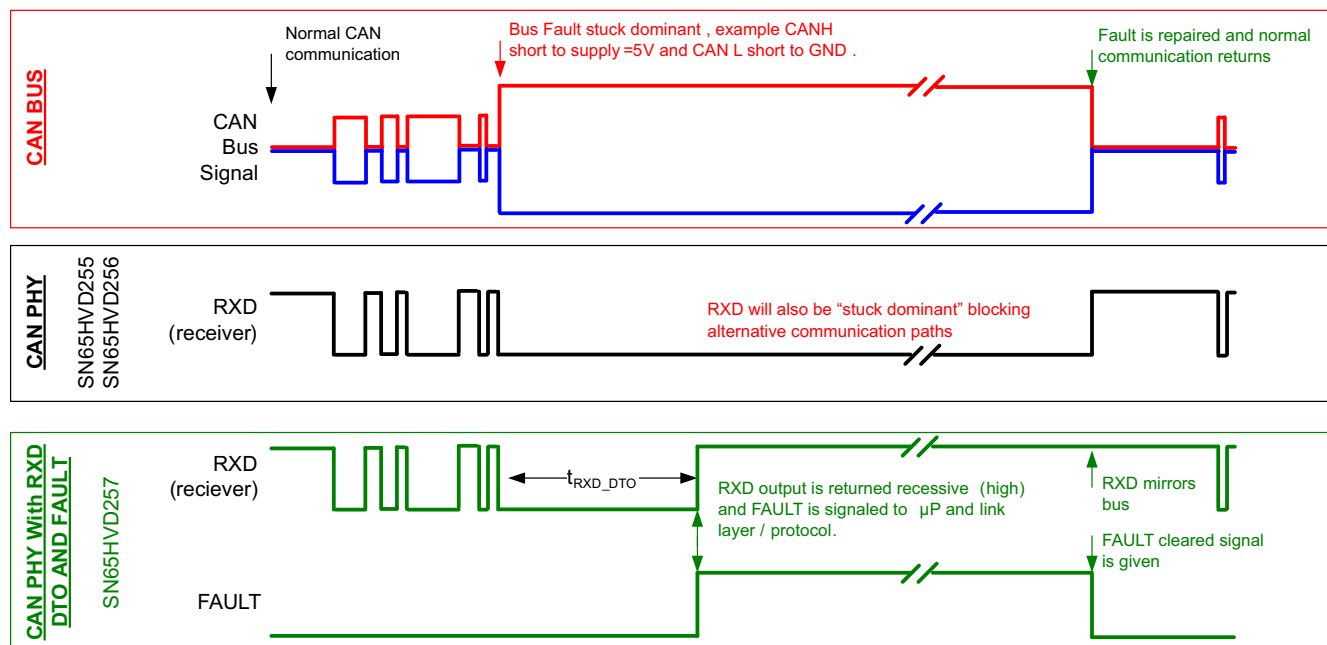 CAN BUS
Normal CAN
communication
Bus Fault stuck dominant , example CANH
short to supply =5V and CAN L short to GND .
Fault is repaired and normal
communication returns
CAN
Bus
Signal
CAN PHY
SN65HVD255
SN65HVD256
RXD
(receiver)
RXD will also be “stuck dominant” blocking
alternative communication paths
CAN PHY With RXD
DTO AND FAULT
SN65HVD257
RXD
(reciever)
tRXD_DTO
RXD output is returned recessive (high)
and FAULT is signaled to µP and link
layer / protocol.
RXD mirrors
bus
FAULT cleared signal
is given
FAULT